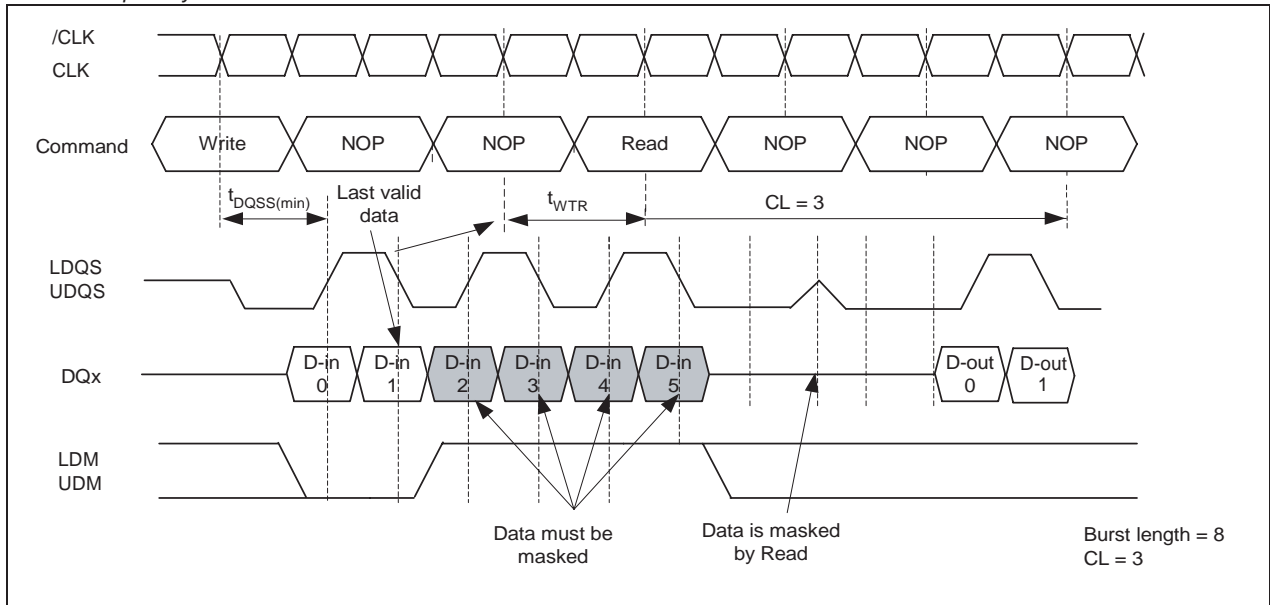 /CLK
CLK
Command Write NOP NOP Read NOP NOP NOP
tDQSS(min)
Last valid
data
tWTR
CL = 3
LDQS
UDQS
DQx
D-in 0
D-in 1
D-in 2
D-in 3
D-in 4
D-in 5
D-out 0
D-out 1
LDM
UDM
Data must be
masked
Data is masked
by Read
Burst length = 8
CL = 3